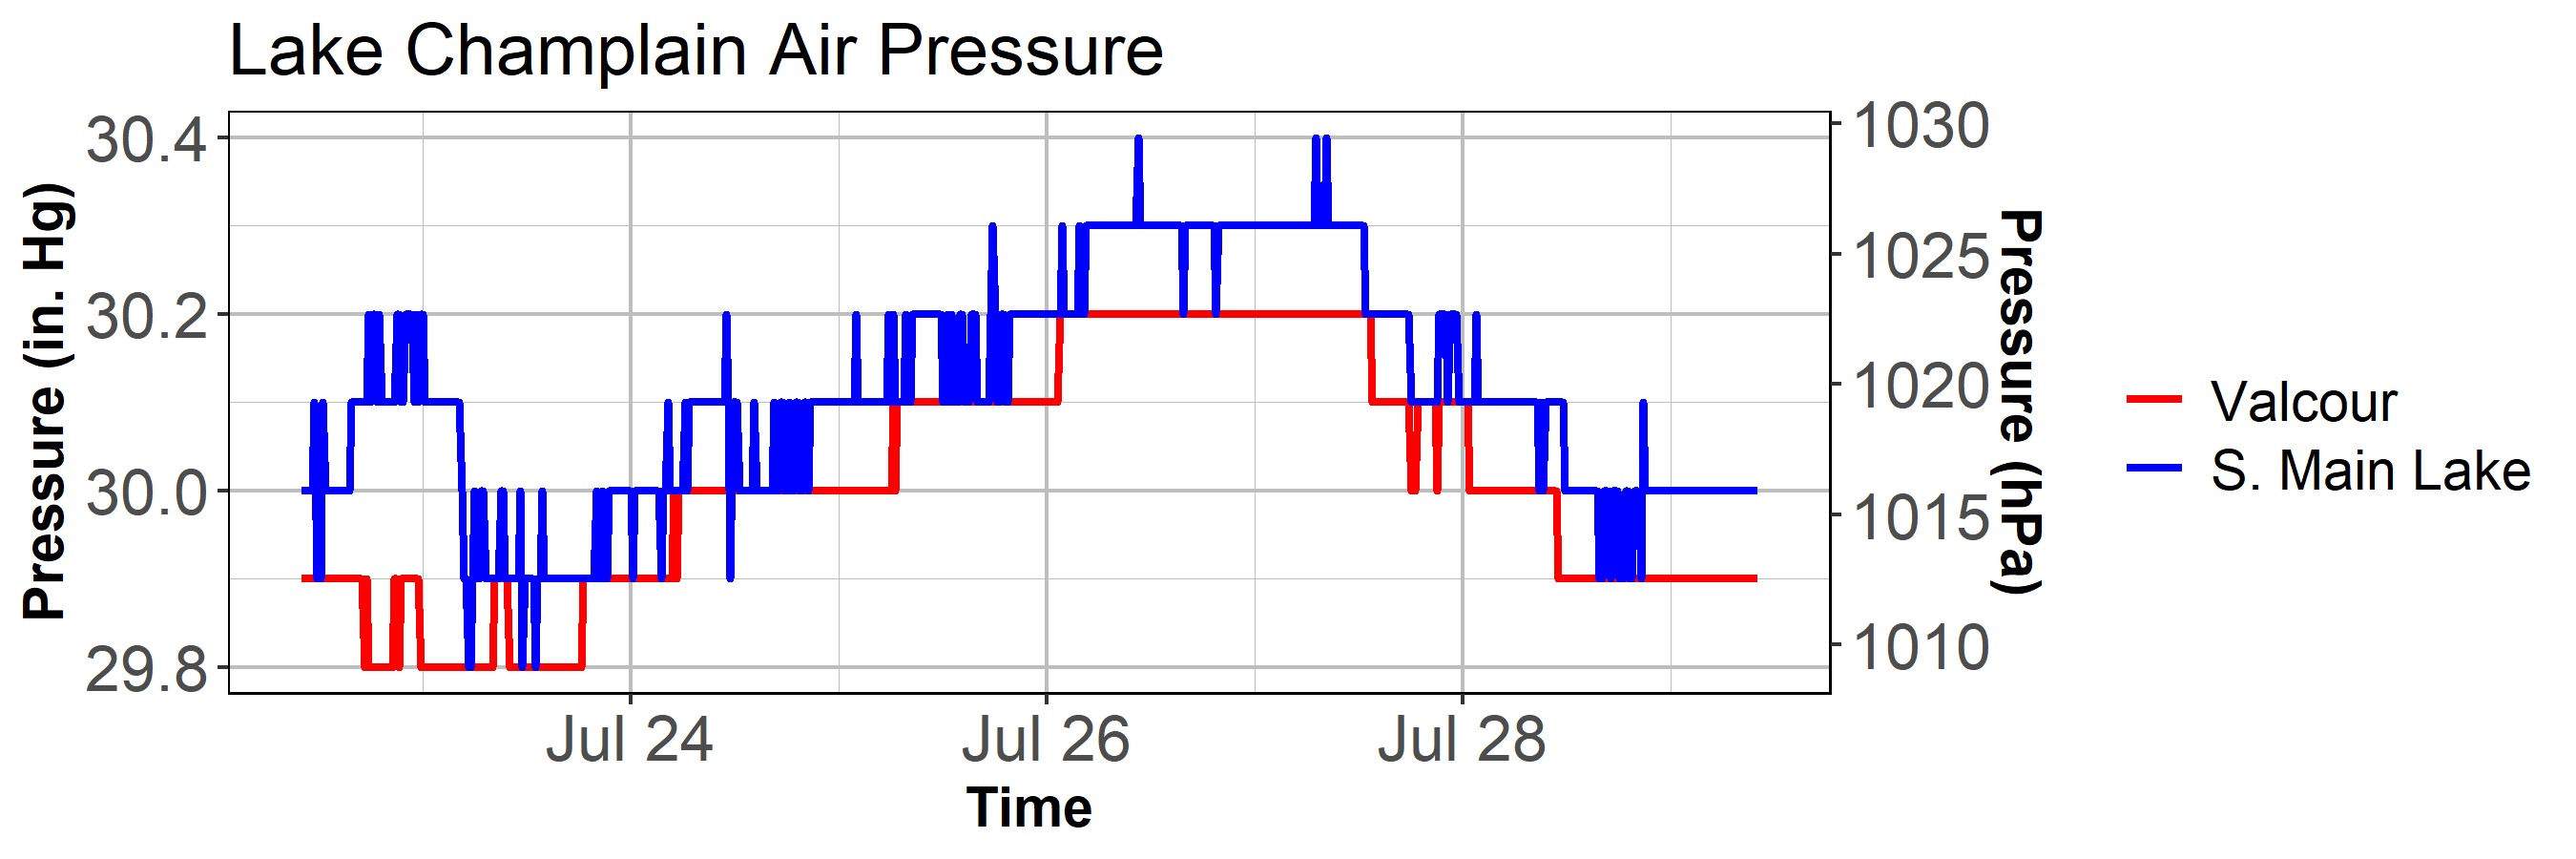 Lake Champlain Air Pressure
30.4
30.2
30.0
29.8
Pressure (in. Hg)
1030
1025
1020
1015
1010
Pressure (hPa)
Jul 24
Jul 26
Jul 28
Time
Valcour
S. Main Lake